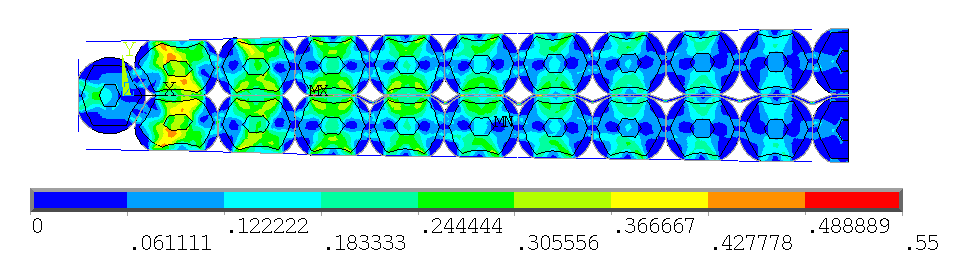 Y
X
MX
MN
0 .122222 .244444 .366667 .488889
.061111 .183333 .305556 .427778 .55